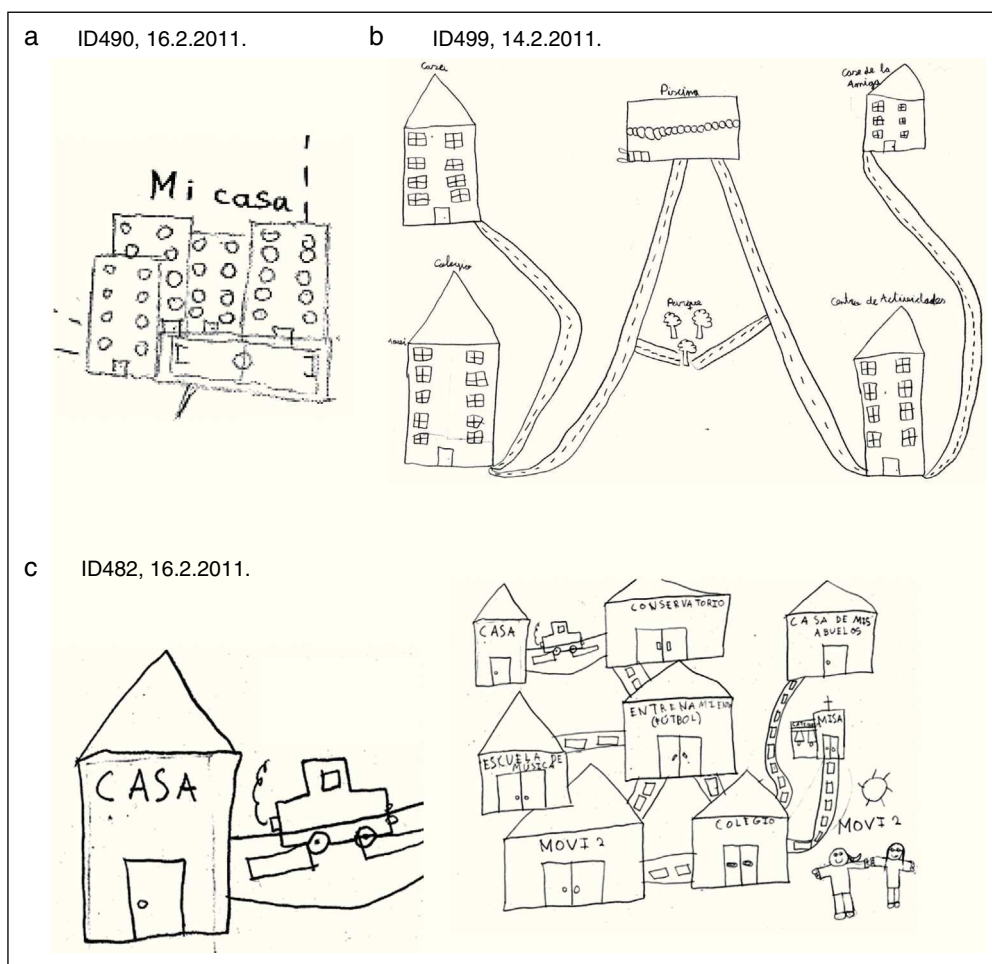 a ID490, 16.2.2011.
Mi casa
b ID499, 14.2.2011.
Casa
Piscina
Casa de la
Amiga
Colegio
Parque
Centro de Actividades
c ID482, 16.2.2011.
CASA
CASA
CONSERVATORIO
CASA DE MIS
ABUELOS
ENTRENAMIENTO
(FÚTBOL)
MISA
ESCUELA DE
MÚSICA
MOVI 2
COLEGIO
MOVI 2